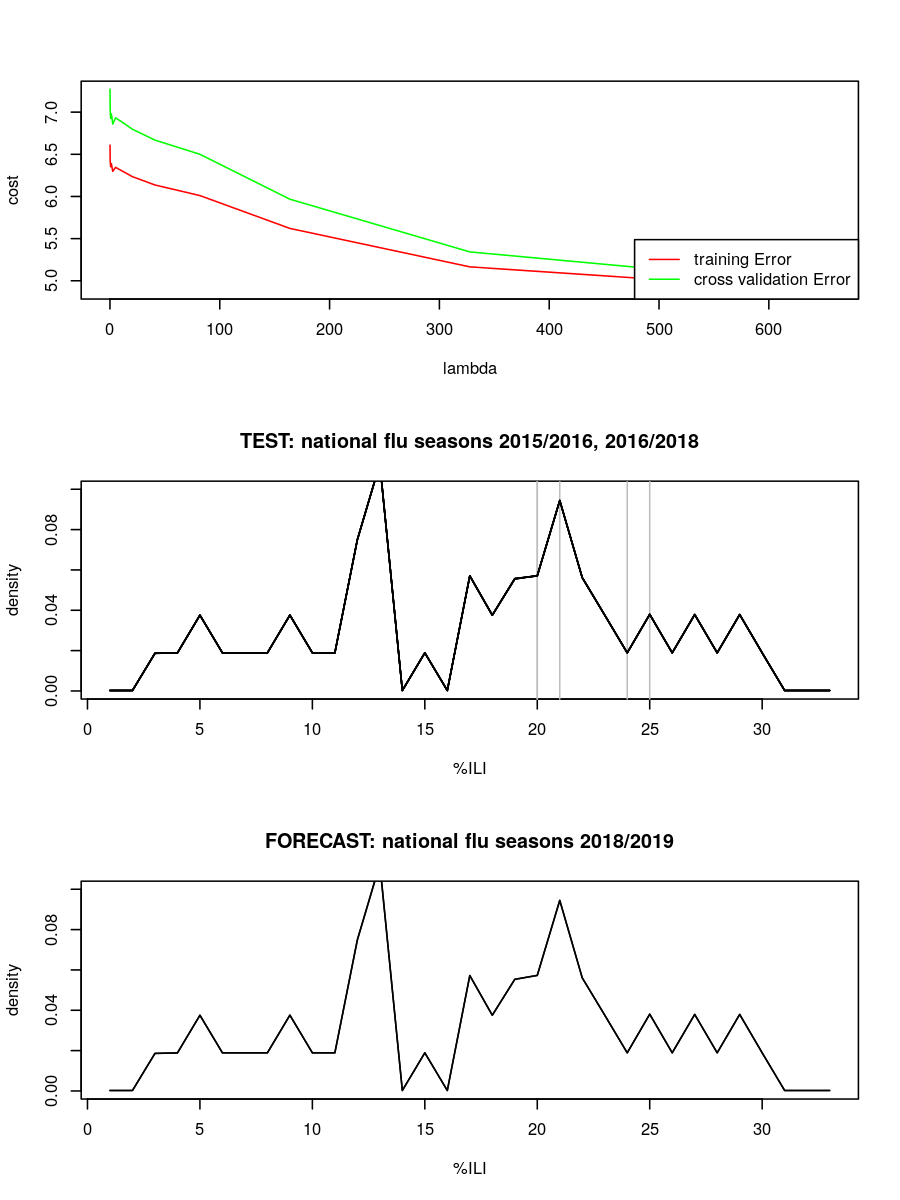 cost
7.0
6.5
6.0
5.5
5.0
training Error
cross validation Error
0 100 200 300 400 500 600
lambda
TEST: national flu seasons 2015/2016, 2016/2018
density
0.08
0.04
0.00
0 5 10 15 20 25 30
%ILI
FORECAST: national flu seasons 2018/2019
density
0.08
0.04
0.00
0 5 10 15 20 25 30
%ILI